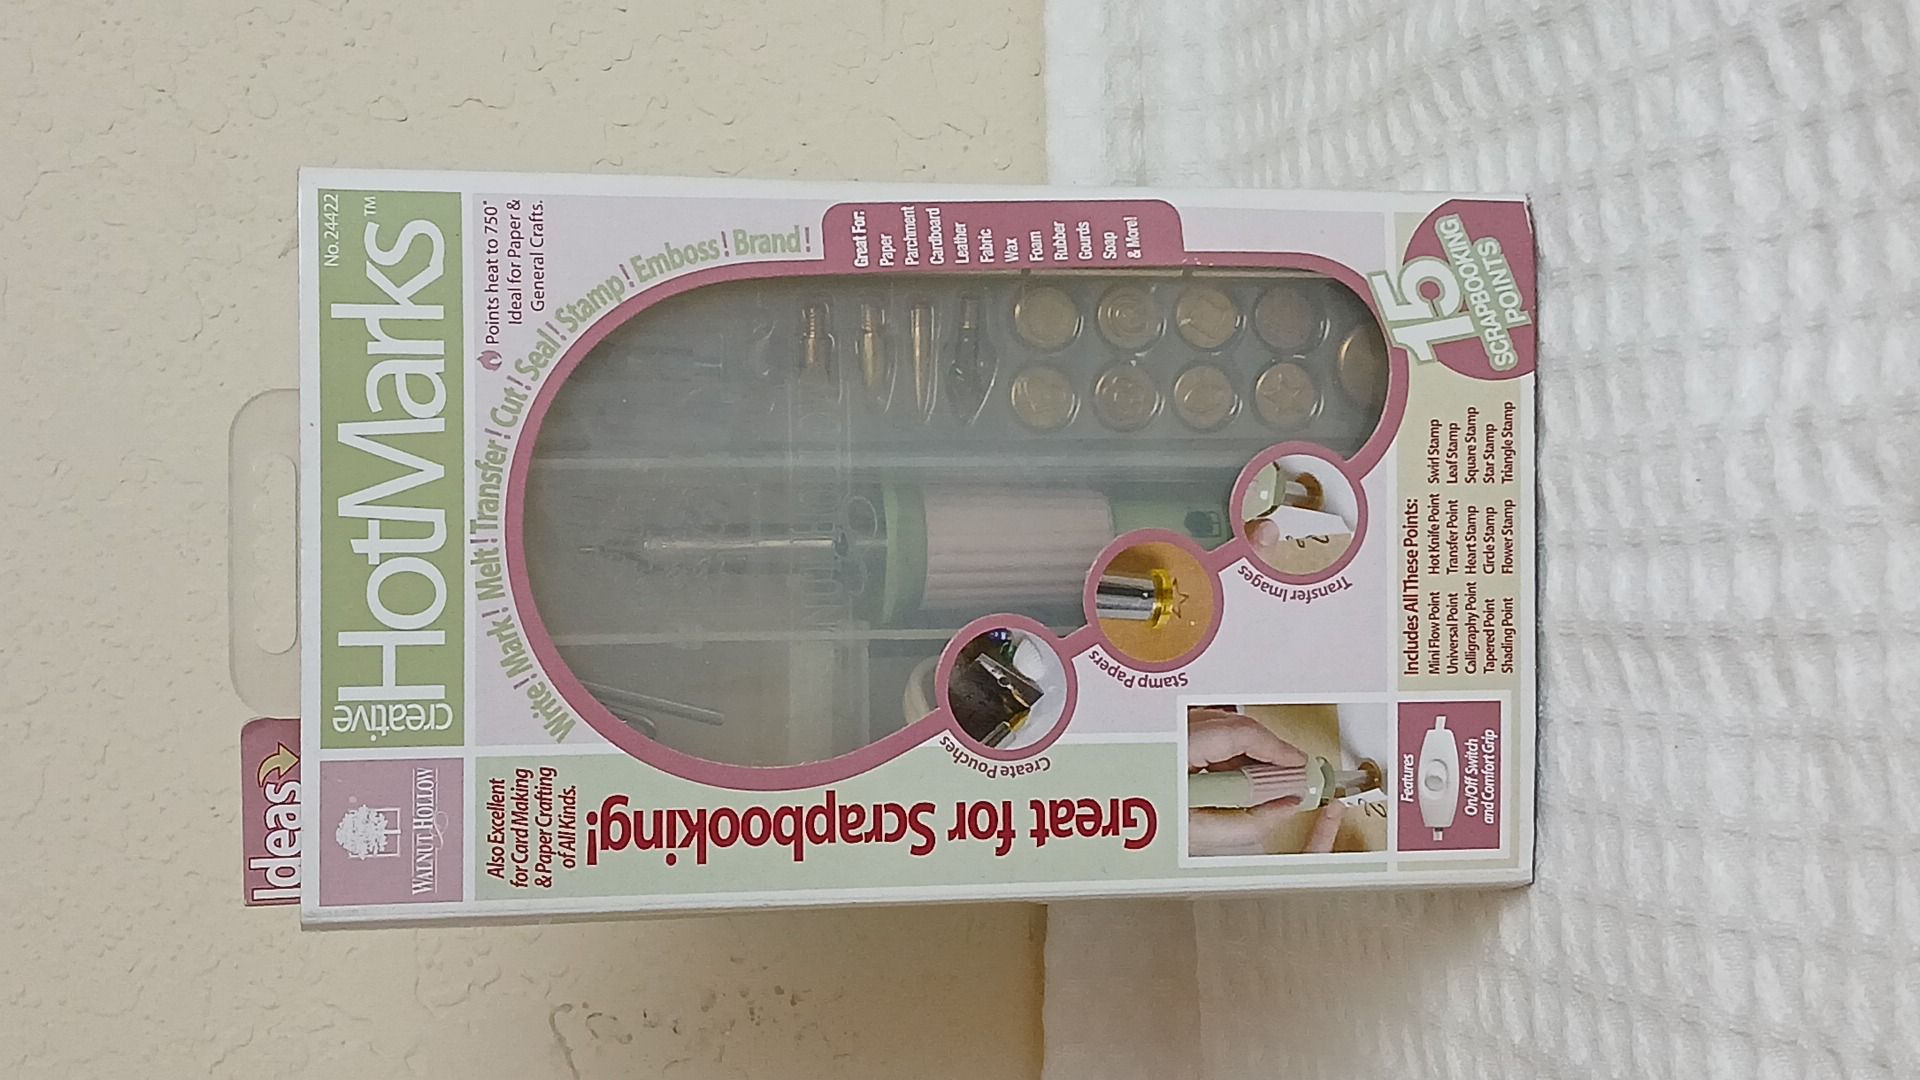 Ideas
WALNUT HOLLOW
creative
HotMarks™
No. 24422
Also Excellent
for Card Making
& Paper Crafting
of All Kinds.
Great for Scrapbooking!
Write! Mark! Melt! Transfer! Cut! Seal! Stamp! Emboss! Brand!
Points heat to 750°
Ideal for Paper &
General Crafts.
Great For:
Paper
Parchment
Cardboard
Leather
Fabric
Wax
Foam
Rubber
Gourds
Soap
& More!
Create Pouches
Stamp Papers
Transfer Images
15
SCRAPBOOKING
POINTS
Features
On/Off Switch
and Comfort Grip
Includes All These Points:
Mini Flow Point Hot Knife Point Swirl Stamp
Universal Point Transfer Point Leaf Stamp
Calligraphy Point Heart Stamp Square Stamp
Tapered Point Circle Stamp Star Stamp
Shading Point Flower Stamp Triangle Stamp